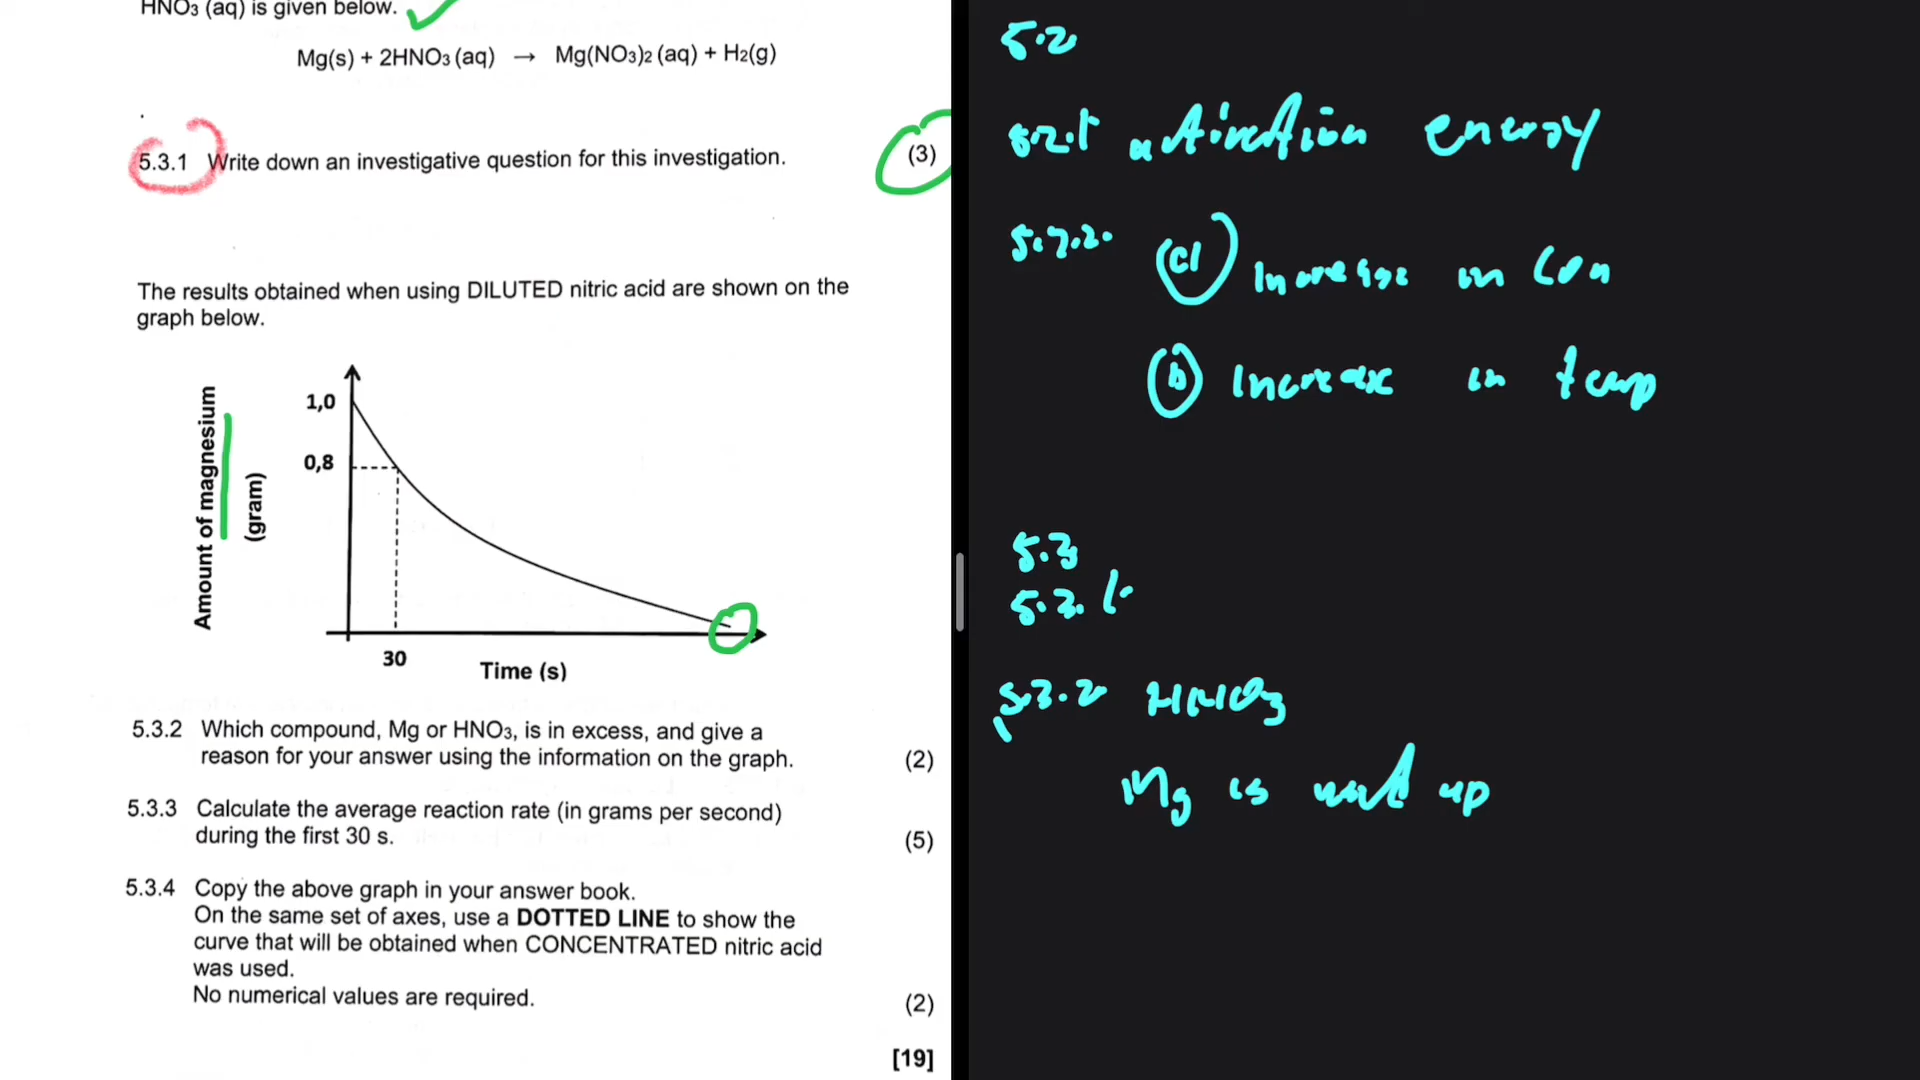 HNO3 (aq) is given below.
Mg(s) + 2HNO3 (aq) → Mg(NO3)2 (aq) + H2(g)
5.3.1 Write down an investigative question for this investigation. (3)
The results obtained when using DILUTED nitric acid are shown on the
graph below.
Amount of magnesium
(gram)
1,0
0,8
30
Time (s)
5.3.2 Which compound, Mg or HNO3, is in excess, and give a
reason for your answer using the information on the graph. (2)
5.3.3 Calculate the average reaction rate (in grams per second)
during the first 30 s. (5)
5.3.4 Copy the above graph in your answer book.
On the same set of axes, use a DOTTED LINE to show the
curve that will be obtained when CONCENTRATED nitric acid
was used.
No numerical values are required. (2)
[19]
5.2
5.2.1 energy
5.2.2. Increase in Con
(b) Increase in temp
5.3
5.3.1
5.3.2 HNO3
Mg is used up